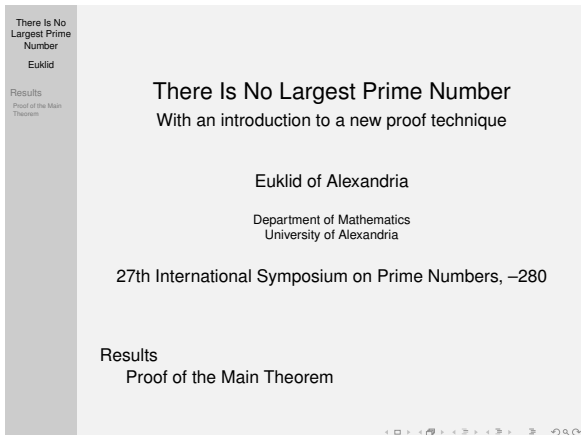 There Is No
Largest Prime
Number
Euklid
Results
Proof of the Main
Theorem
There Is No Largest Prime Number
With an introduction to a new proof technique
Euklid of Alexandria
Department of Mathematics
University of Alexandria
27th International Symposium on Prime Numbers, –280
Results
Proof of the Main Theorem